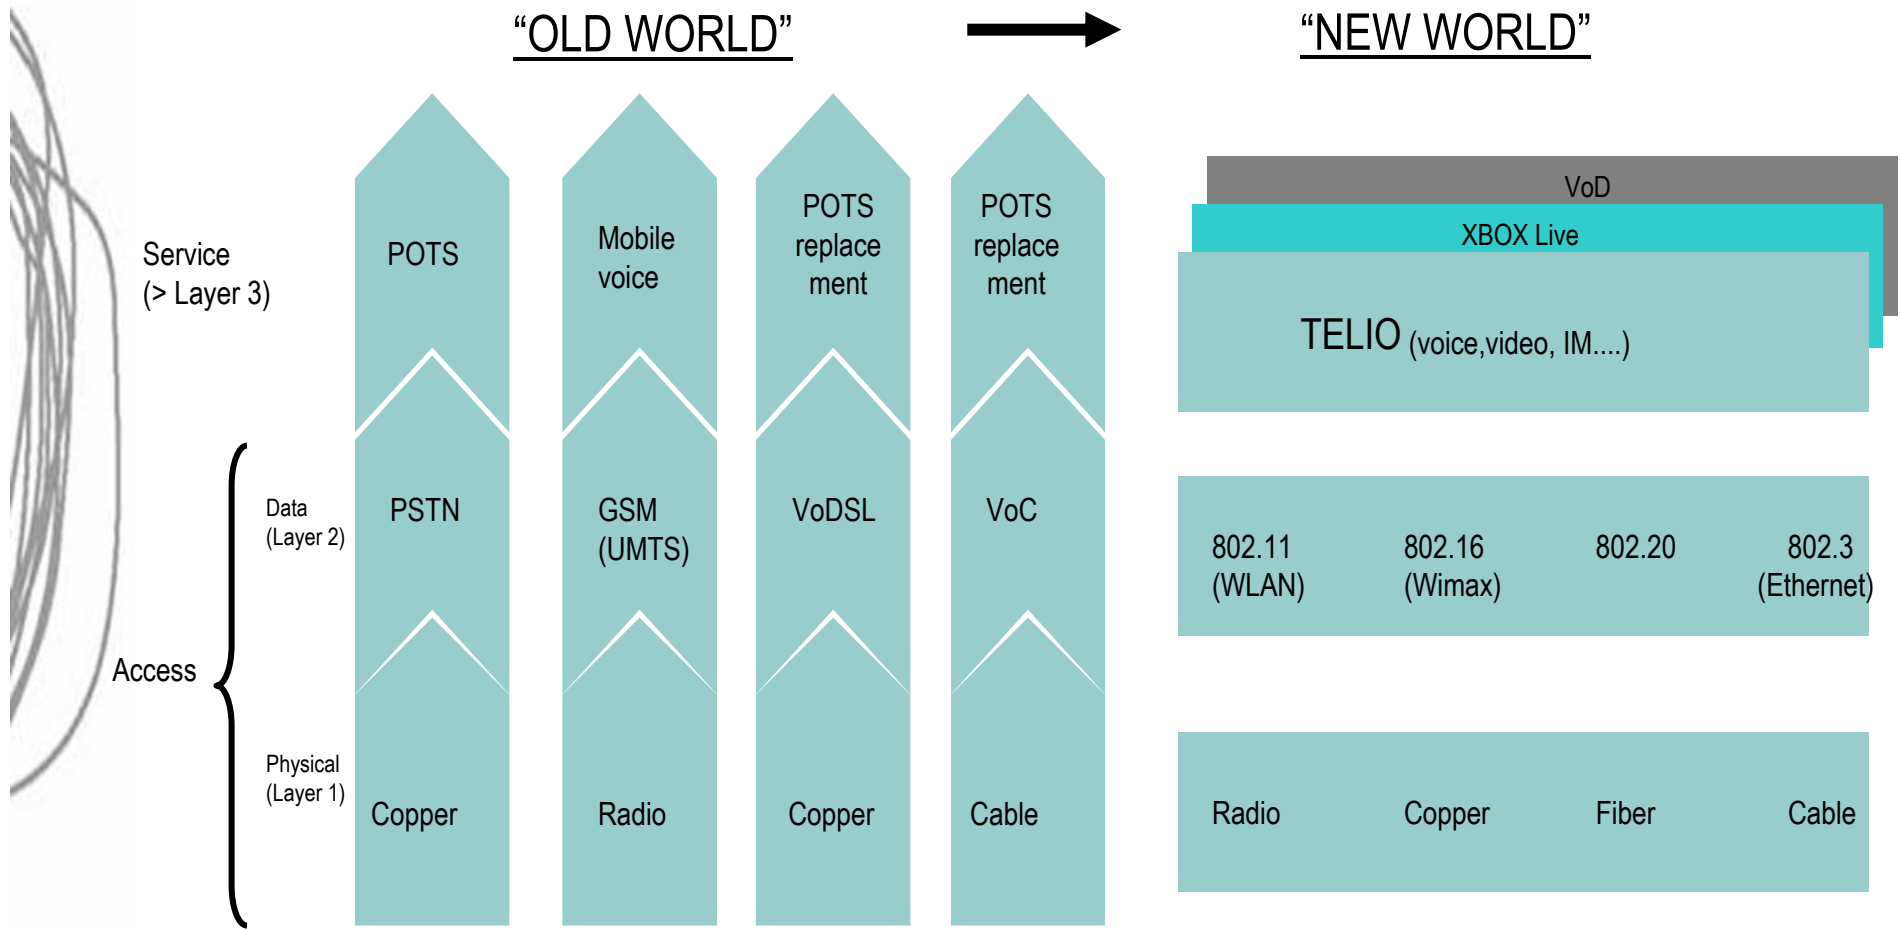 “OLD WORLD”
“NEW WORLD”
Service
(> Layer 3)
POTS
Mobile
voice
POTS
replace
ment
POTS
replace
ment
VoD
XBOX Live
TELIO (voice,video, IM....)
Access
Data
(Layer 2)
PSTN
GSM
(UMTS)
VoDSL
VoC
802.11
(WLAN)
802.16
(Wimax)
802.20
802.3
(Ethernet)
Physical
(Layer 1)
Copper
Radio
Copper
Cable
Radio
Copper
Fiber
Cable